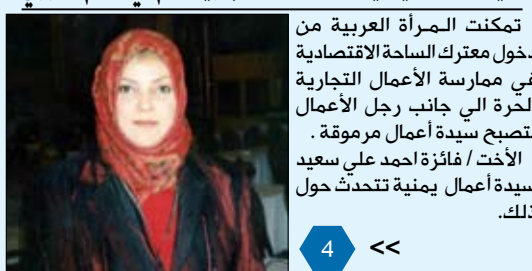 تمكنت المرأة العربية من
دخول معترك الساحة الاقتصادية
في ممارسة الأعمال التجارية
الحرة الي جانب رجل الأعمال
لتصبح سيدة أعمال مرموقة .
الأخت / فائزة احمد علي سعيد
سيدة أعمال يمنية تتحدث حول
ذلك.
4 >>